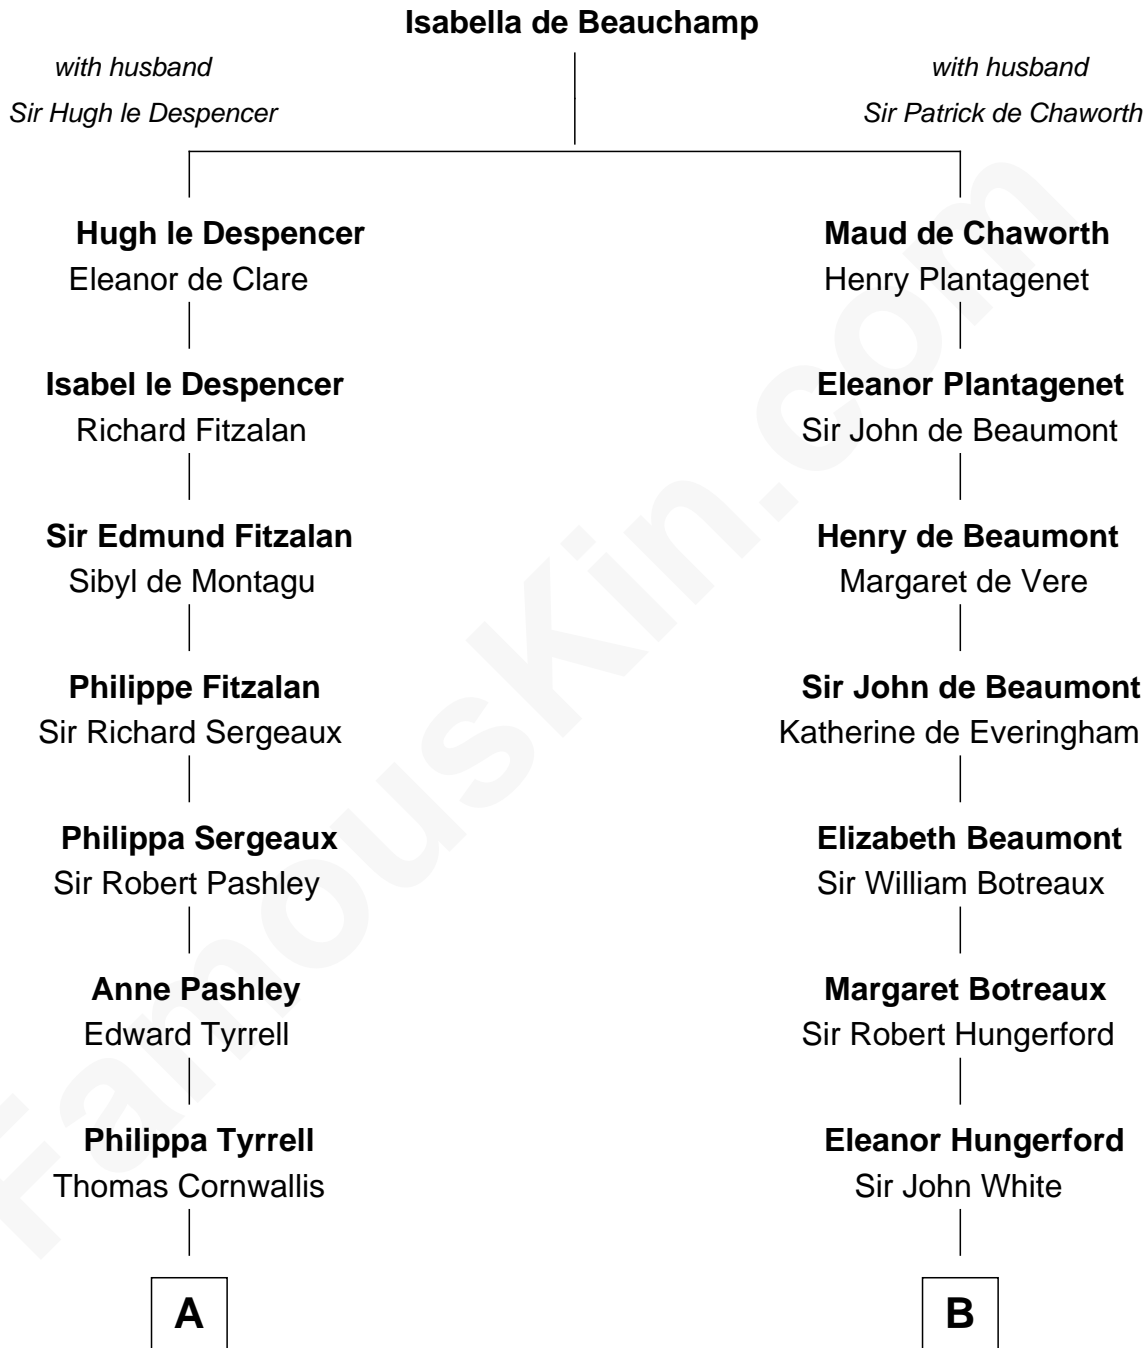 Isabella de Beauchamp
with husband
Sir Hugh le Despencer
with husband
Sir Patrick de Chaworth
Hugh le Despencer
Eleanor de Clare
Maud de Chaworth
Henry Plantagenet
Isabel le Despencer
Richard Fitzalan
Eleanor Plantagenet
Sir John de Beaumont
Sir Edmund Fitzalan
Sibyl de Montagu
Henry de Beaumont
Margaret de Vere
Philippe Fitzalan
Sir Richard Sergeaux
Sir John de Beaumont
Katherine de Everingham
Philippa Sergeaux
Sir Robert Pashley
Elizabeth Beaumont
Sir William Botreaux
Anne Pashley
Edward Tyrrell
Margaret Botreaux
Sir Robert Hungerford
Philippa Tyrrell
Thomas Cornwallis
Eleanor Hungerford
Sir John White
A
B
FamousKin.com